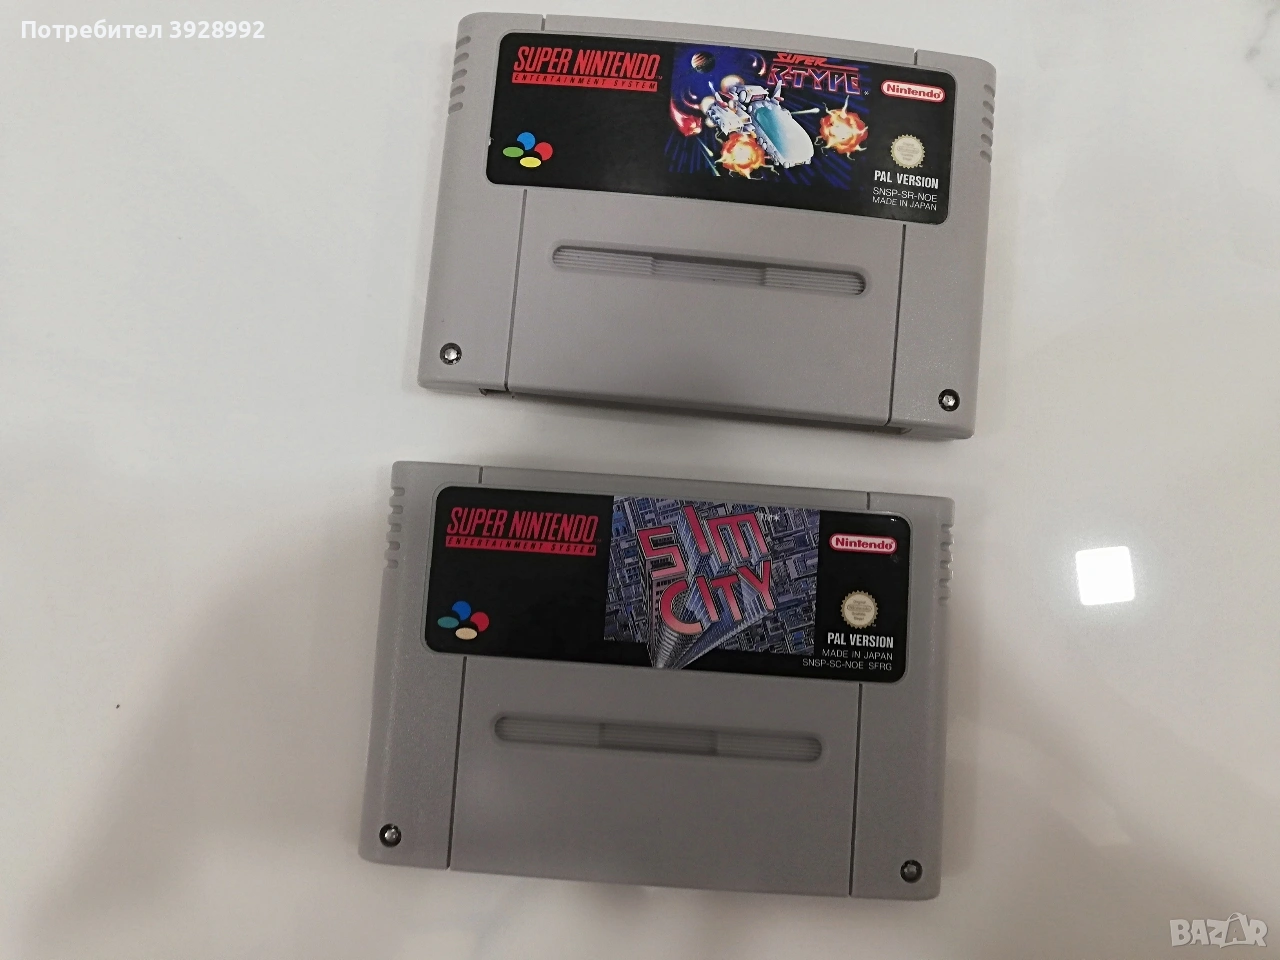 Потребител 3928992
SUPER NINTENDO
ENTERTAINMENT SYSTEM
SUPER
R-TYPE
Nintendo
PAL VERSION
SNSP-SR-NOE
MADE IN JAPAN
SUPER NINTENDO
ENTERTAINMENT SYSTEM
SIM
CITY
Nintendo
PAL VERSION
MADE IN JAPAN
SNSP-SC-NOE SFRG
BAZAR